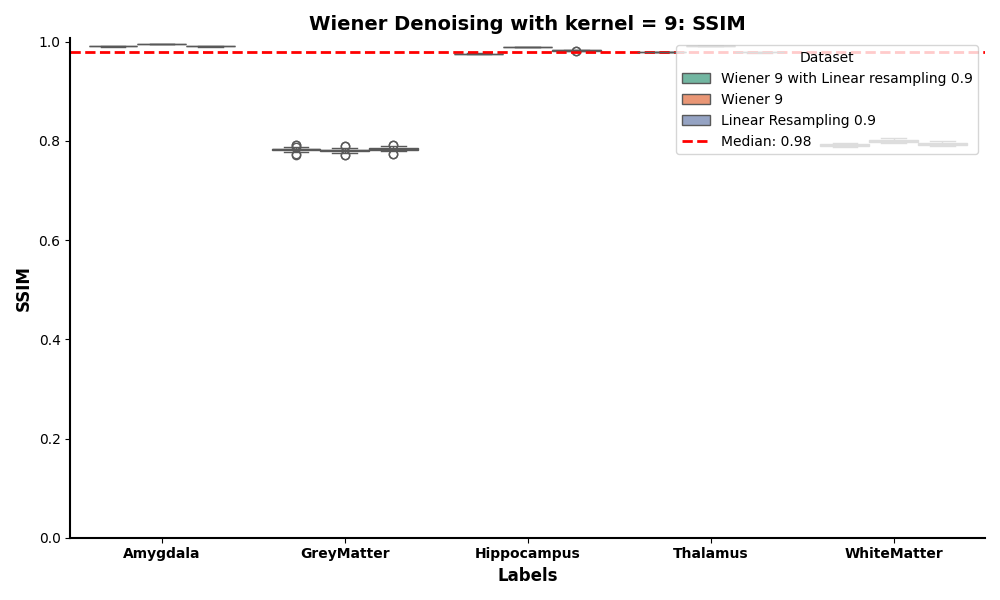 Wiener Denoising with kernel = 9: SSIM
1.0
0.8
0.6
0.4
0.2
0.0
SSIM
Dataset
Wiener 9 with Linear resampling 0.9
Wiener 9
Linear Resampling 0.9
Median: 0.98
Amygdala
GreyMatter
Hippocampus
Thalamus
WhiteMatter
Labels